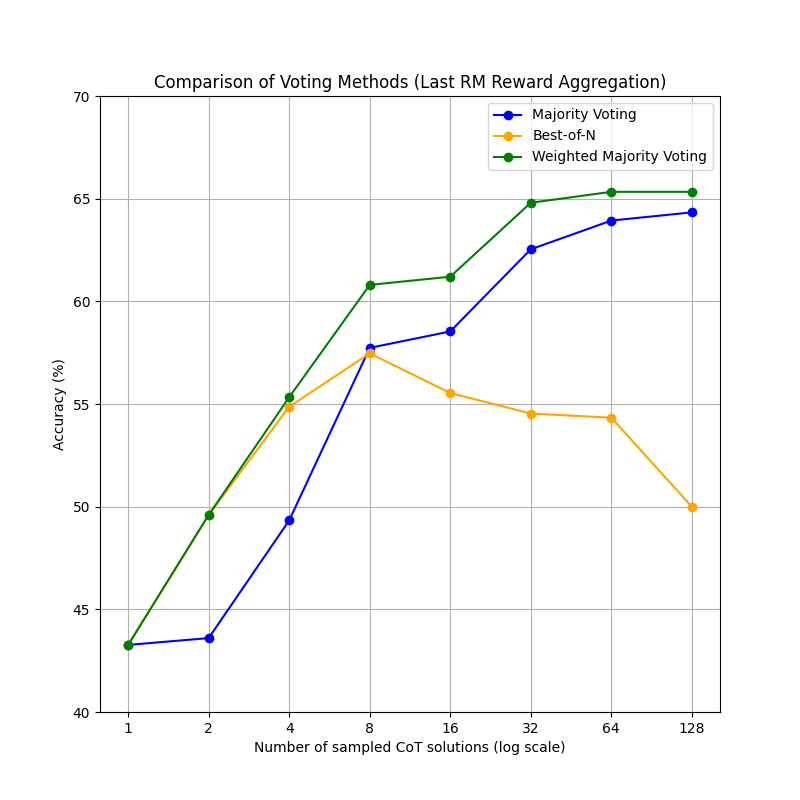 Comparison of Voting Methods (Last RM Reward Aggregation)
70
65
60
55
50
45
40
Accuracy (%)
Majority Voting
Best-of-N
Weighted Majority Voting
1 2 4 8 16 32 64 128
Number of sampled CoT solutions (log scale)